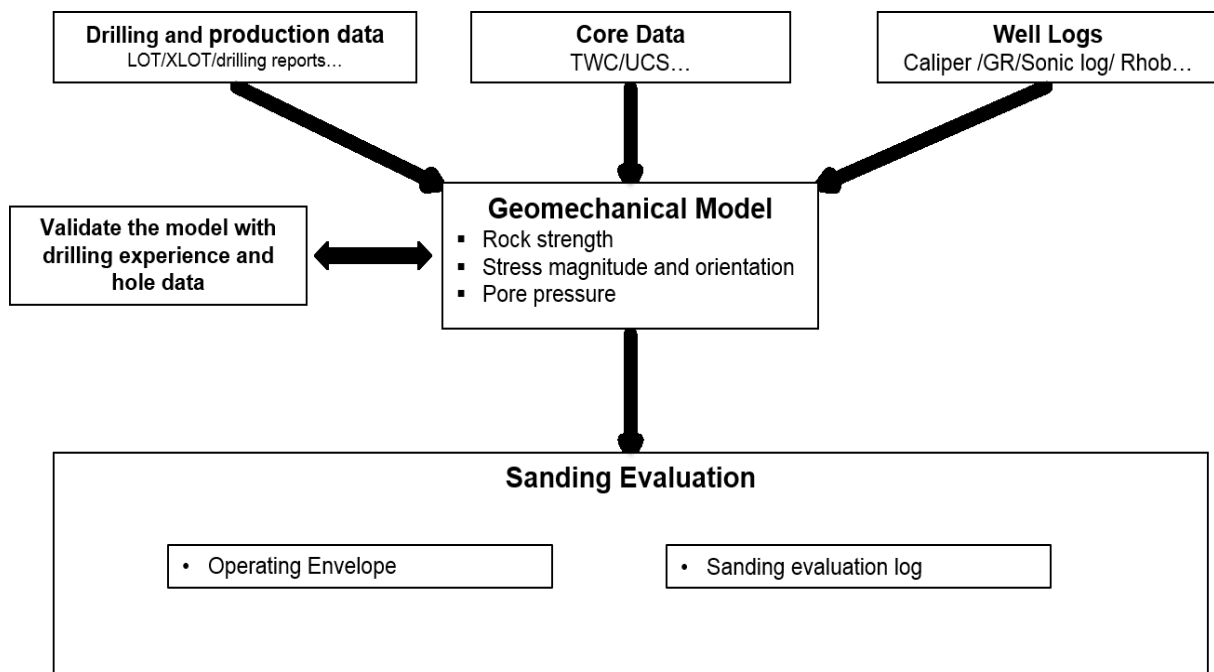 Drilling and production data
LOT/XLOT/drilling reports…
Core Data
TWC/UCS…
Well Logs
Caliper /GR/Sonic log/ Rhob…
Geomechanical Model
▪ Rock strength
▪ Stress magnitude and orientation
▪ Pore pressure
Validate the model with
drilling experience and
hole data
Sanding Evaluation
• Operating Envelope
• Sanding evaluation log